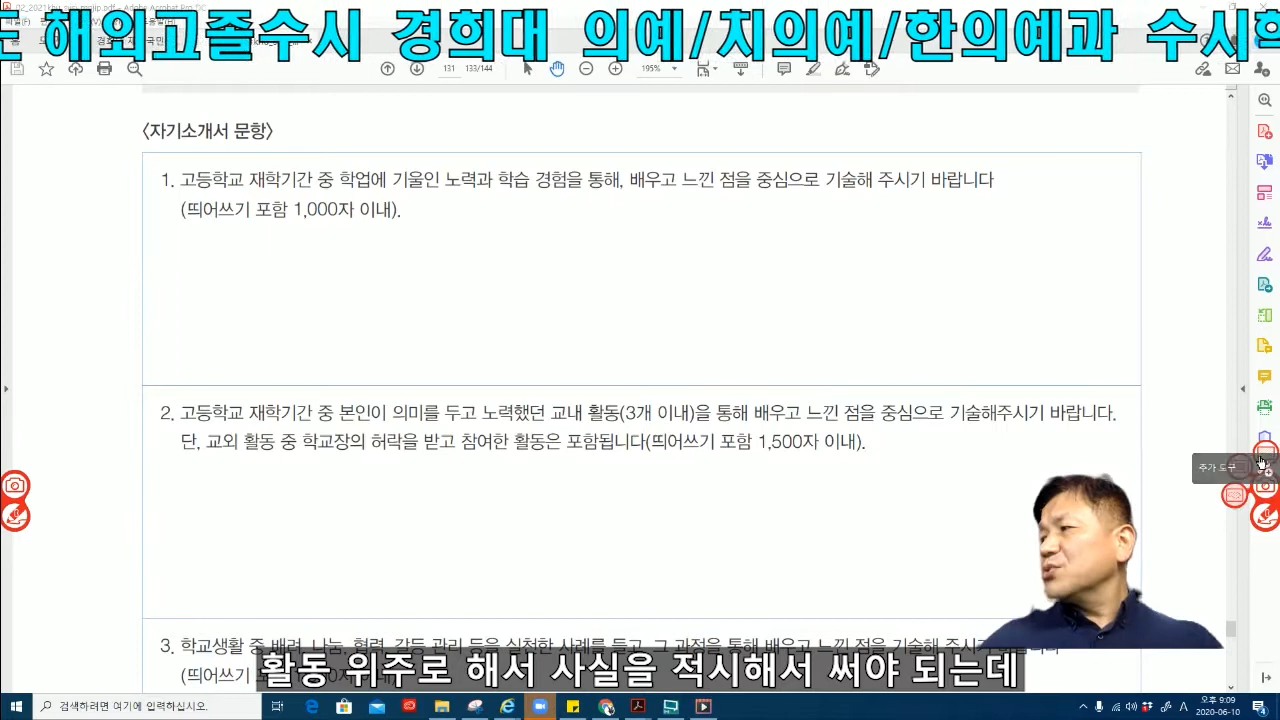 해외고졸수시 경희대 의예/치의예/한의예과 수시
131 133/144 195%
〈자기소개서 문항〉
1. 고등학교 재학기간 중 학업에 기울인 노력과 학습 경험을 통해, 배우고 느낀 점을 중심으로 기술해 주시기 바랍니다
(띄어쓰기 포함 1,000자 이내).
2. 고등학교 재학기간 중 본인이 의미를 두고 노력했던 교내 활동(3개 이내)을 통해 배우고 느낀 점을 중심으로 기술해주시기 바랍니다.
단, 교외 활동 중 학교장의 허락을 받고 참여한 활동은 포함됩니다(띄어쓰기 포함 1,500자 이내).
추가 도구
3. 학교생활 중 배려, 나눔, 협력, 갈등 관리 등을 실천한 사례를 들고, 그 과정을 통해 배우고 느낀 점을 기술해
(띄어쓰기
활동 위주로 해서 사실을 적시해서 써야 되는데
검색하려면 여기에 입력하십시오.
A
오후 9:09
2020-06-10